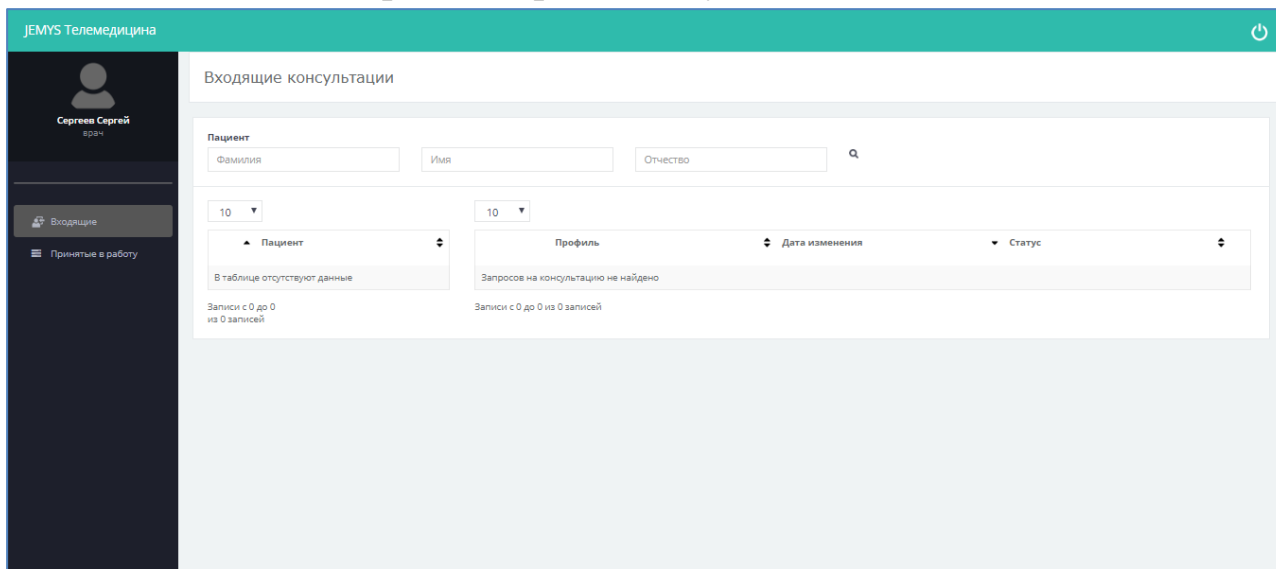 JEMYS Телемедицина
Сергеев Сергей
врач
Входящие
Принятые в работу
Входящие консультации
Пациент
Фамилия Имя Отчество
10 10
Пациент Профиль Дата изменения Статус
В таблице отсутствуют данные Запросов на консультацию не найдено
Записи с 0 до 0 Записи с 0 до 0 из 0 записей
из 0 записей